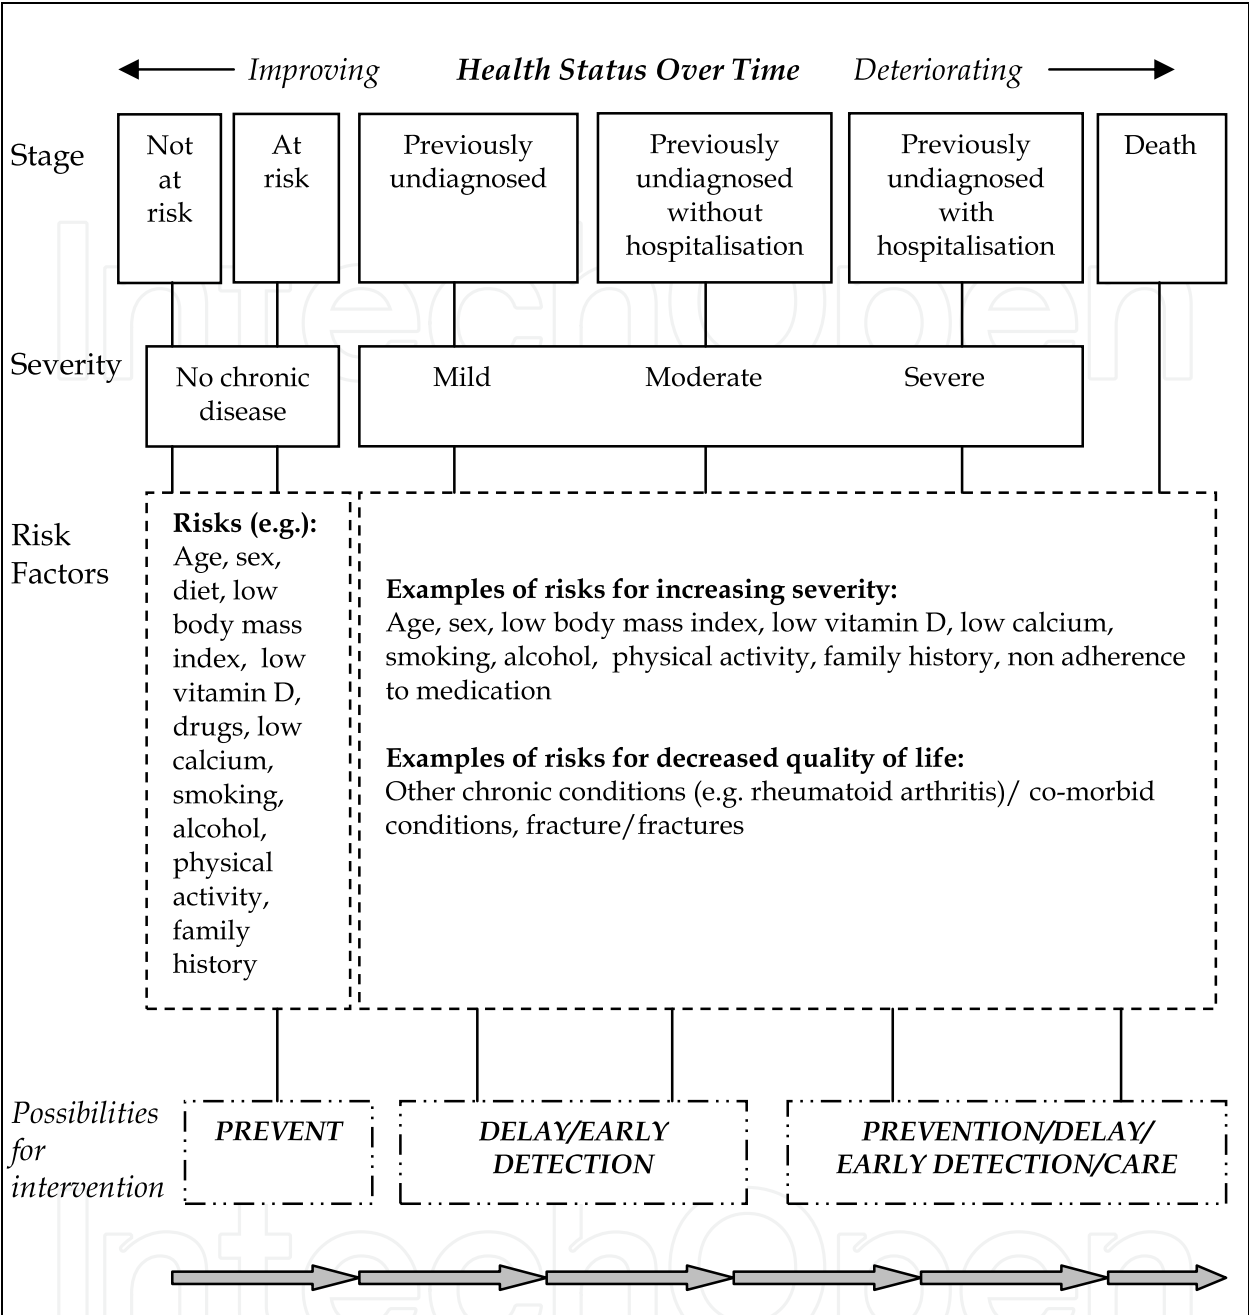 Improving Health Status Over Time Deteriorating
Stage
Not
at
risk
At
risk
Previously
undiagnosed
Previously
undiagnosed
without
hospitalisation
Previously
undiagnosed
with
hospitalisation
Death
Severity
No chronic
disease
Mild
Moderate
Severe
Risk
Factors
Risks (e.g.):
Age, sex,
diet, low
body mass
index, low
vitamin D,
drugs, low
calcium,
smoking,
alcohol,
physical
activity,
family
history
Examples of risks for increasing severity:
Age, sex, low body mass index, low vitamin D, low calcium,
smoking, alcohol, physical activity, family history, non adherence
to medication
Examples of risks for decreased quality of life:
Other chronic conditions (e.g. rheumatoid arthritis)/ co-morbid
conditions, fracture/fractures
Possibilities
for
intervention
PREVENT
DELAY/EARLY
DETECTION
PREVENTION/DELAY/
EARLY DETECTION/CARE
IntechOpen
IntechOpen